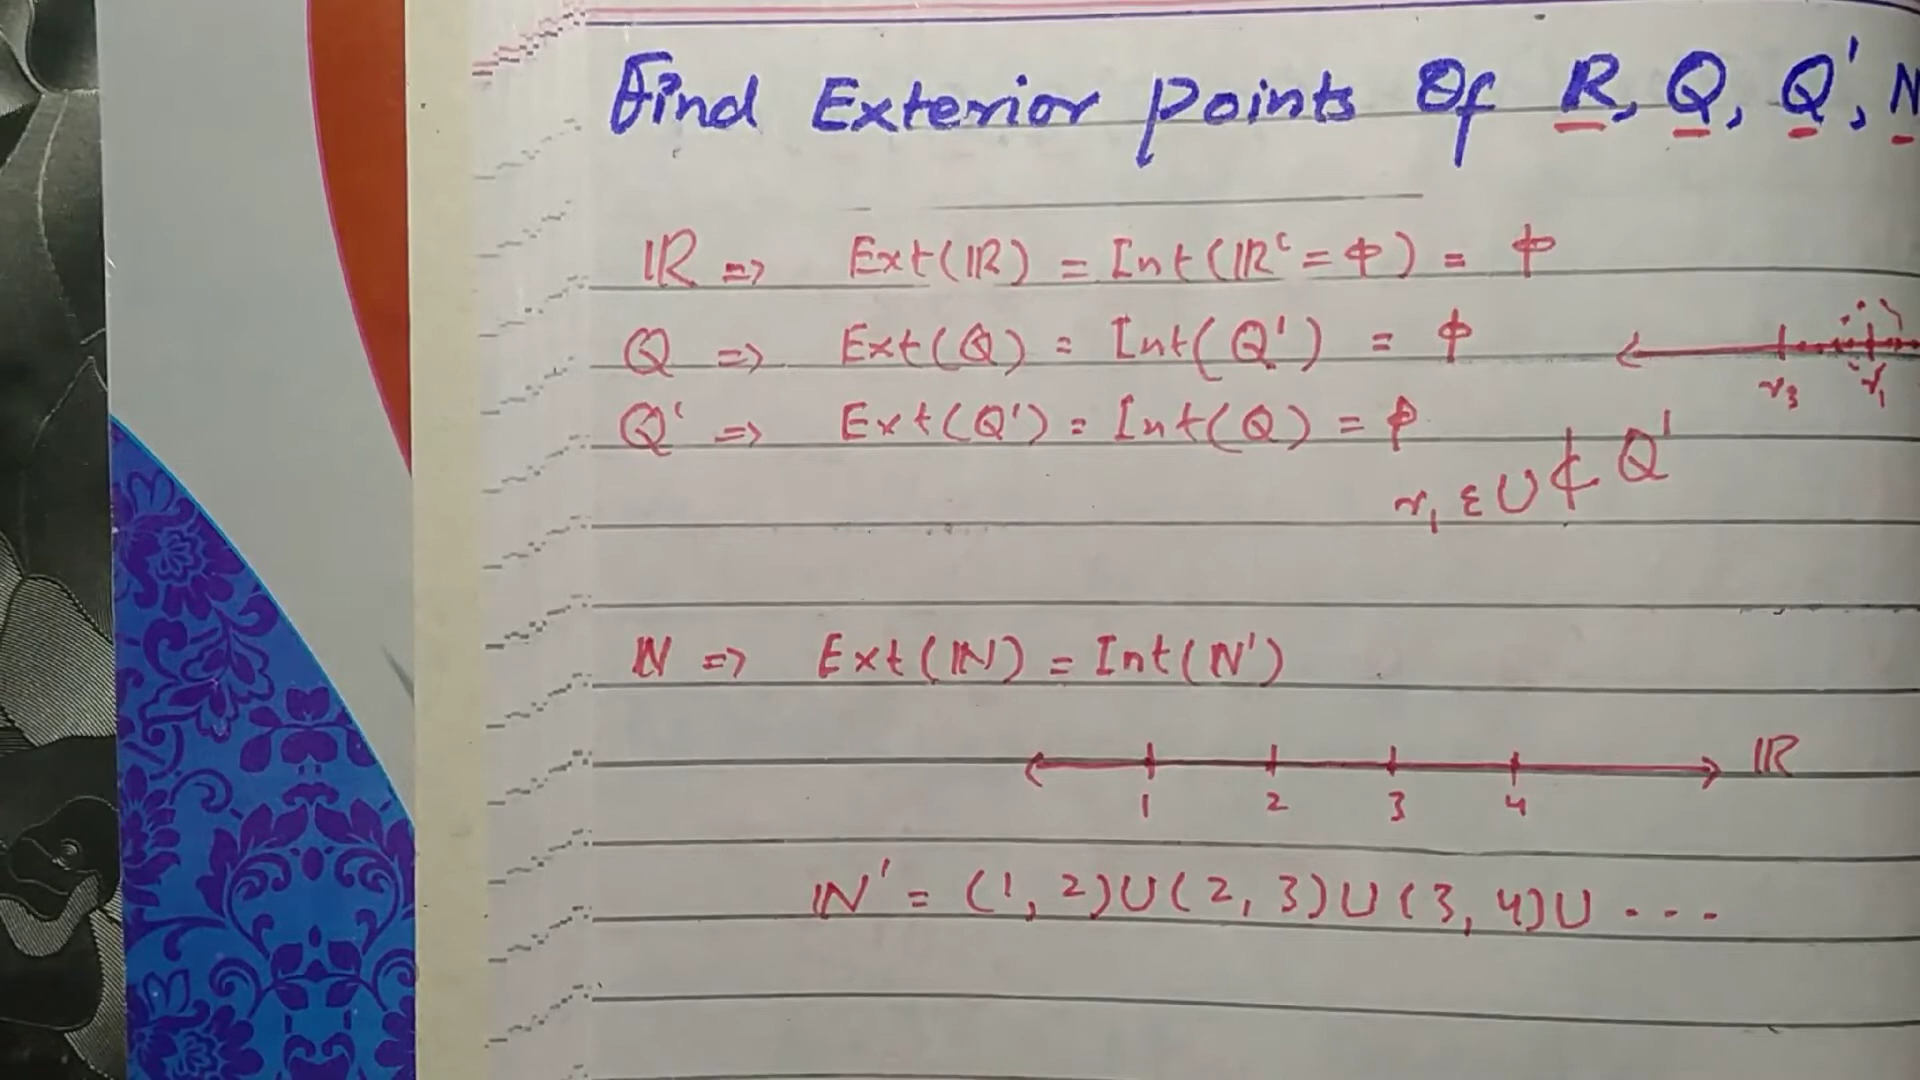 Find Exterior points Of R, Q, Q', N
ℝ => Ext(ℝ) = Int(ℝᶜ = ϕ) = ϕ
Q => Ext(Q) = Int(Q') = ϕ
r₃ r₁
Q' => Ext(Q') = Int(Q) = ϕ
r₁ ε U ⊄ Q'
ℕ => Ext(ℕ) = Int(N')
ℝ
1 2 3 4
ℕ' = (1, 2)∪(2, 3)∪(3, 4)∪ - - -